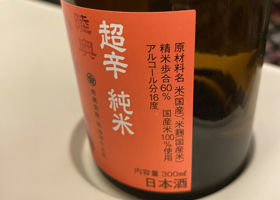 超辛 純米
原材料名 米(国産)、米麹(国産米)
精米歩合60% 国産米100%使用
アルコール分16度
内容量 300ml
日本酒